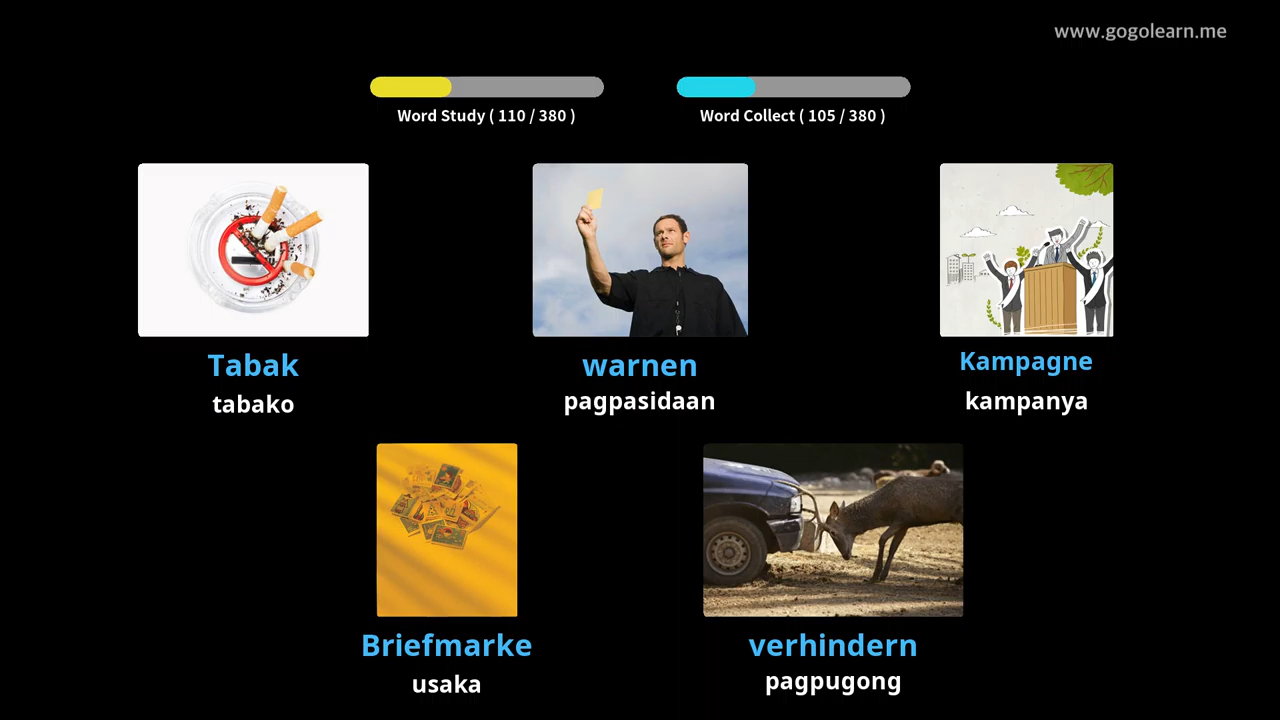 www.gogolearn.me
Word Study ( 110 / 380 )
Word Collect ( 105 / 380 )
Tabak
tabako
warnen
pagpasidaan
Kampagne
kampanya
Briefmarke
usaka
verhindern
pagpugong